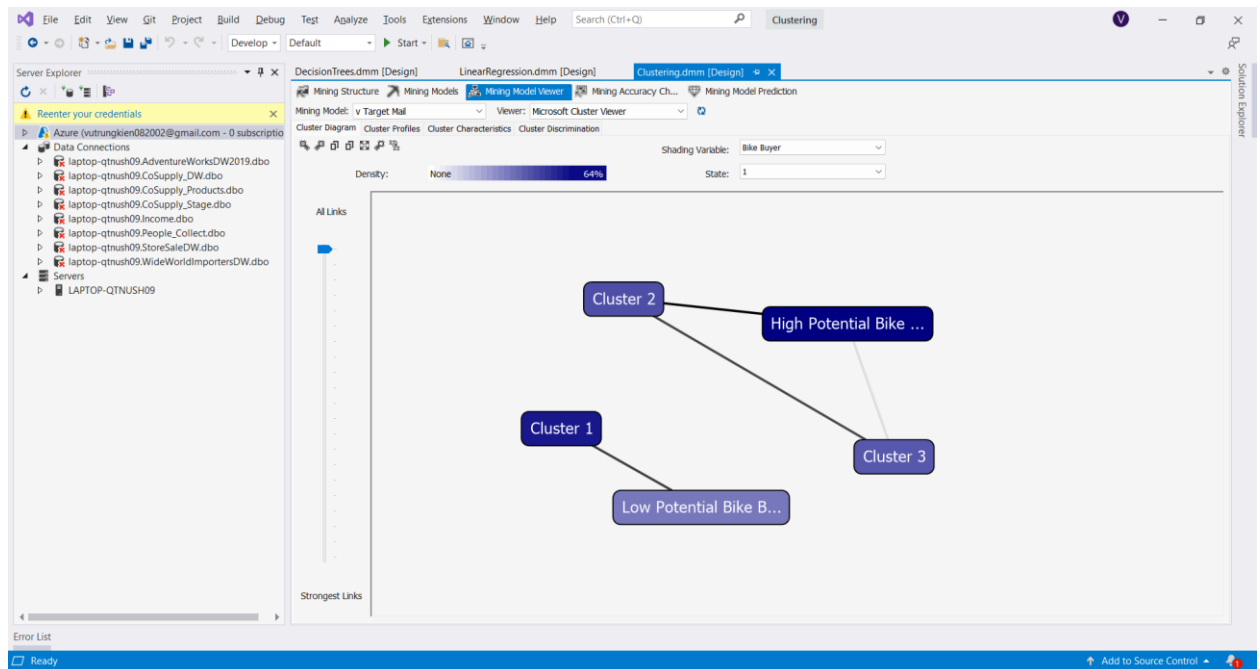 File Edit View Git Project Build Debug Test Analyze Tools Extensions Window Help Search (Ctrl+Q) Clustering V
Develop Default Start
Server Explorer
DecisionTrees.dmm [Design] LinearRegression.dmm [Design] Clustering.dmm [Design]
Mining Structure Mining Models Mining Model Viewer Mining Accuracy Ch... Mining Model Prediction
Reenter your credentials
Mining Model: v Target Mail Viewer: Microsoft Cluster Viewer
Azure (vutrungkien082002@gmail.com - 0 subscriptio
Cluster Diagram Cluster Profiles Cluster Characteristics Cluster Discrimination
Data Connections
laptop-qtnush09.AdventureWorksDW2019.dbo
laptop-qtnush09.CoSupply_DW.dbo
laptop-qtnush09.CoSupply_Products.dbo
laptop-qtnush09.CoSupply_Stage.dbo
laptop-qtnush09.Income.dbo
laptop-qtnush09.People_Collect.dbo
laptop-qtnush09.StoreSaleDW.dbo
laptop-qtnush09.WideWorldImportersDW.dbo
Servers
LAPTOP-QTNUSH09
Shading Variable: Bike Buyer
Density: None 64% State: 1
All Links
Cluster 2
High Potential Bike ...
Cluster 1
Cluster 3
Low Potential Bike B...
Strongest Links
Solution Explorer
Error List
Ready Add to Source Control 1